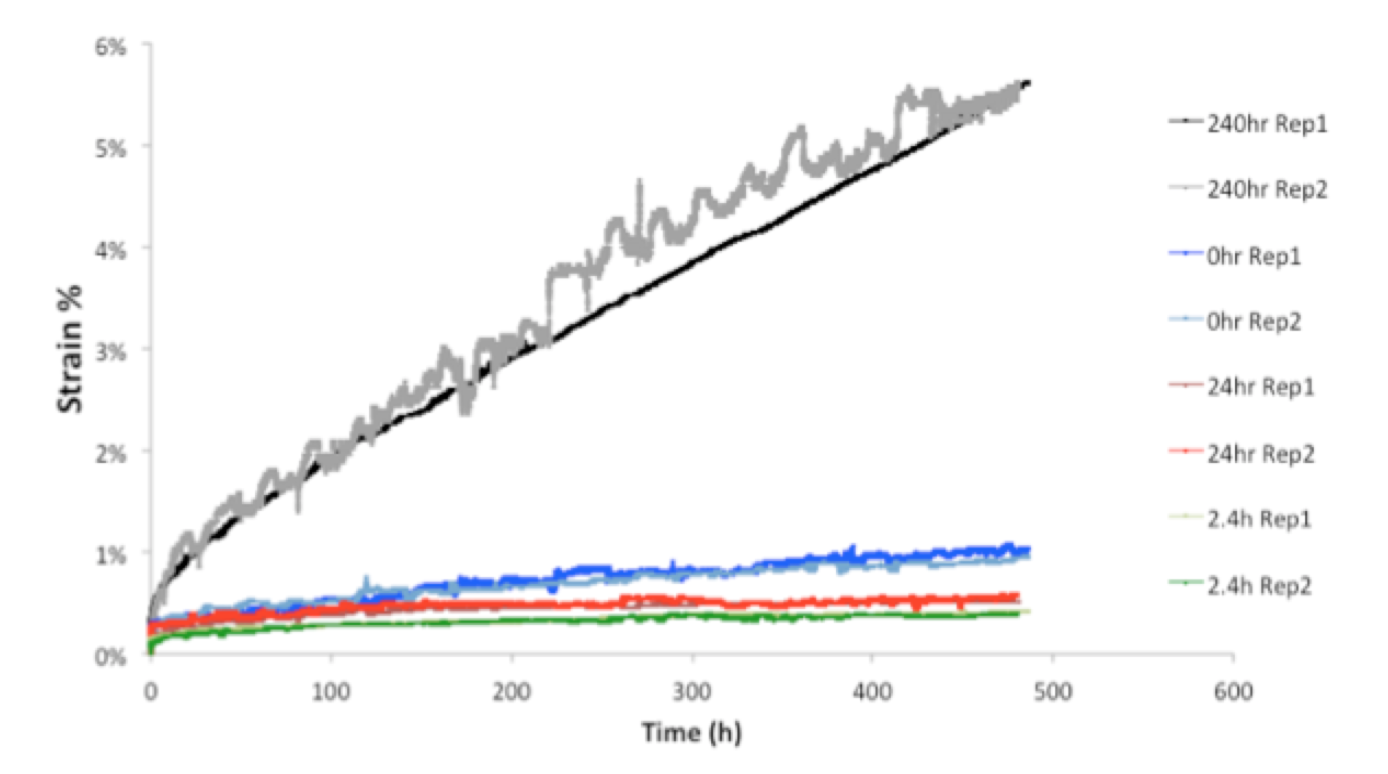 6%
5%
4%
3%
2%
1%
0%
Strain %
0 100 200 300 400 500 600
Time (h)
240hr Rep1
240hr Rep2
0hr Rep1
0hr Rep2
24hr Rep1
24hr Rep2
2.4h Rep1
2.4h Rep2